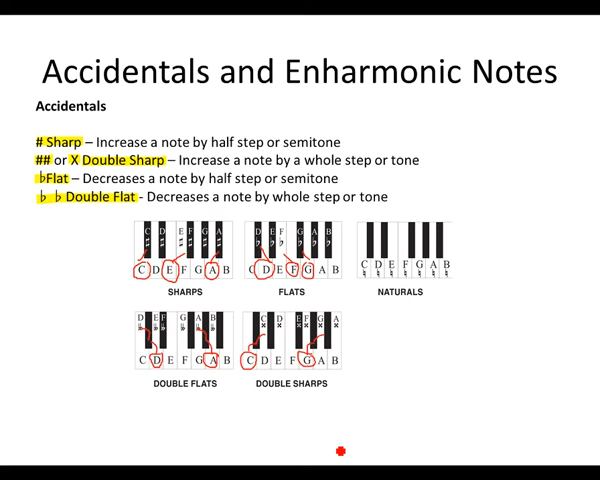 Accidentals and Enharmonic Notes
Accidentals
# Sharp – Increase a note by half step or semitone
## or X Double Sharp – Increase a note by a whole step or tone
♭Flat – Decreases a note by half step or semitone
♭ ♭ Double Flat - Decreases a note by whole step or tone
C D E F G A
C D E F G A B
SHARPS
D E F G A B
C D E F G A B
FLATS
C D E F G A B
NATURALS
D E F G A B
C D E F G A B
DOUBLE FLATS
C D E F G A
C D E F G A B
DOUBLE SHARPS